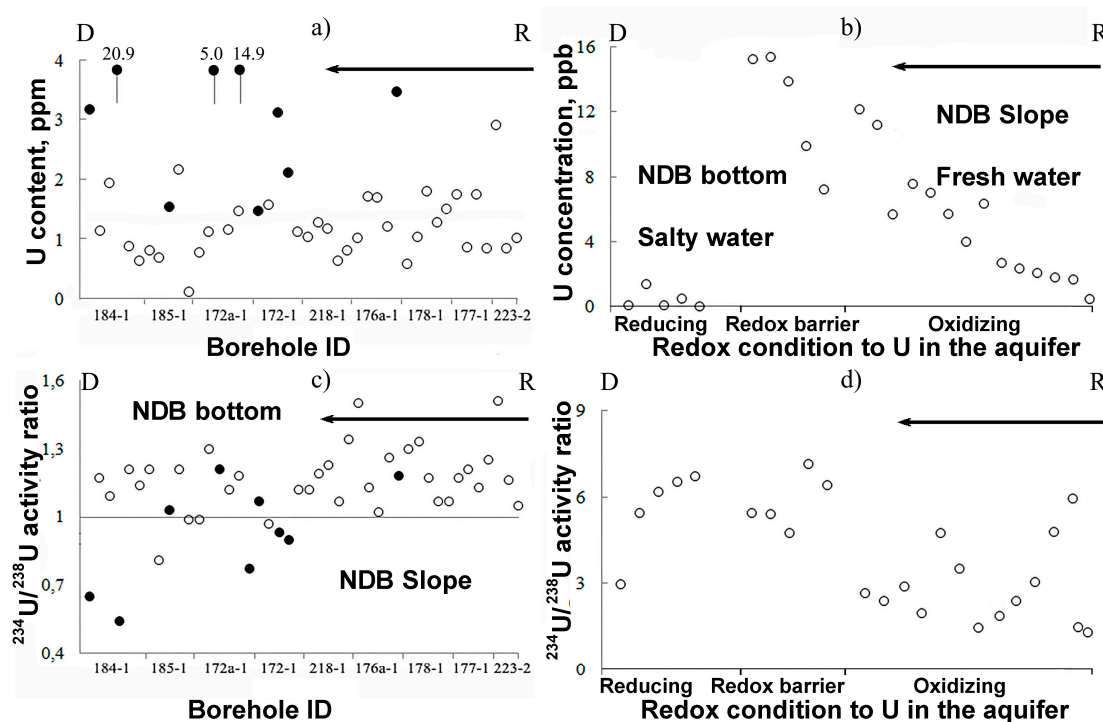 D
a)
R
20.9
5.0
14.9
4
3
2
1
0
U content, ppm
184-1
185-1
172a-1
172-1
218-1
176a-1
178-1
177-1
223-2
Borehole ID
D
b)
R
16
12
8
4
0
U concentration, ppb
NDB Slope
NDB bottom
Fresh water
Salty water
Reducing
Redox barrier
Oxidizing
Redox condition to U in the aquifer
D
c)
R
1,6
1,3
1
0,7
0,4
234U/238U activity ratio
NDB bottom
NDB Slope
184-1
185-1
172a-1
172-1
218-1
176a-1
178-1
177-1
223-2
Borehole ID
D
d)
R
9
6
3
0
234U/238U activity ratio
Reducing
Redox barrier
Oxidizing
Redox condition to U in the aquifer